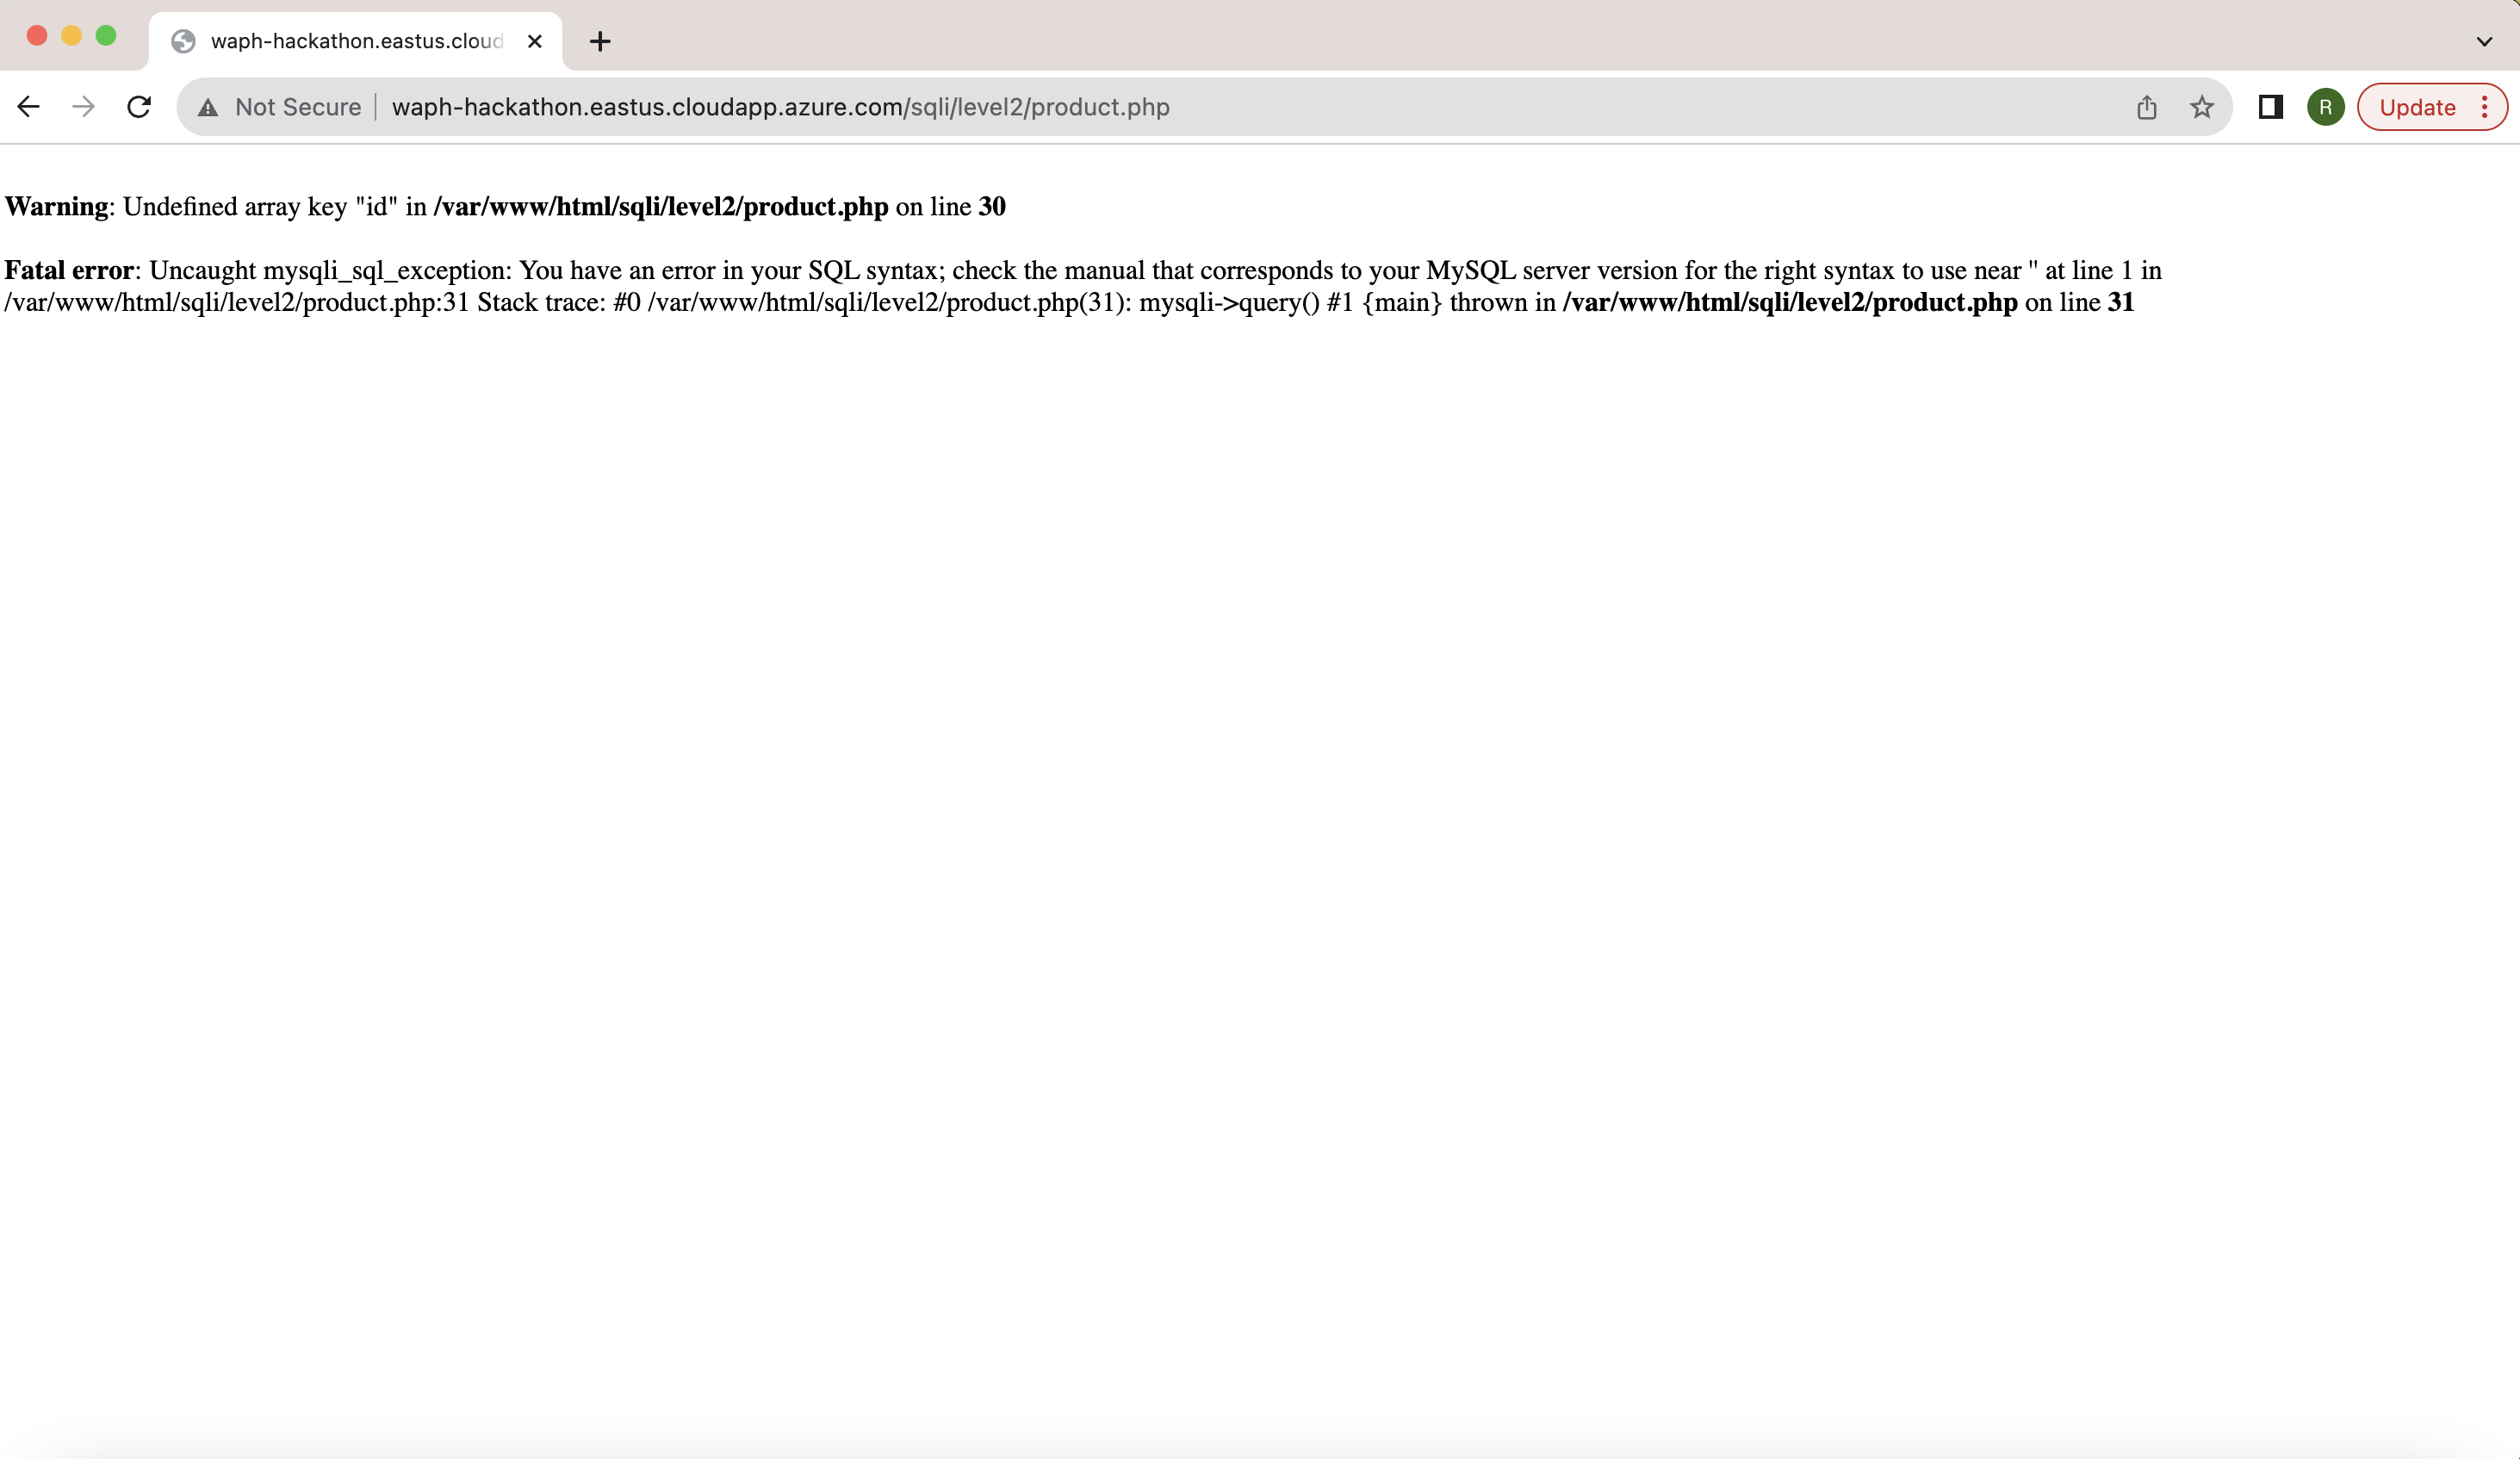 waph-hackathon.eastus.cloud
Not Secure waph-hackathon.eastus.cloudapp.azure.com/sqli/level2/product.php R Update
Warning: Undefined array key "id" in /var/www/html/sqli/level2/product.php on line 30
Fatal error: Uncaught mysqli_sql_exception: You have an error in your SQL syntax; check the manual that corresponds to your MySQL server version for the right syntax to use near '' at line 1 in
/var/www/html/sqli/level2/product.php:31 Stack trace: #0 /var/www/html/sqli/level2/product.php(31): mysqli->query() #1 {main} thrown in /var/www/html/sqli/level2/product.php on line 31